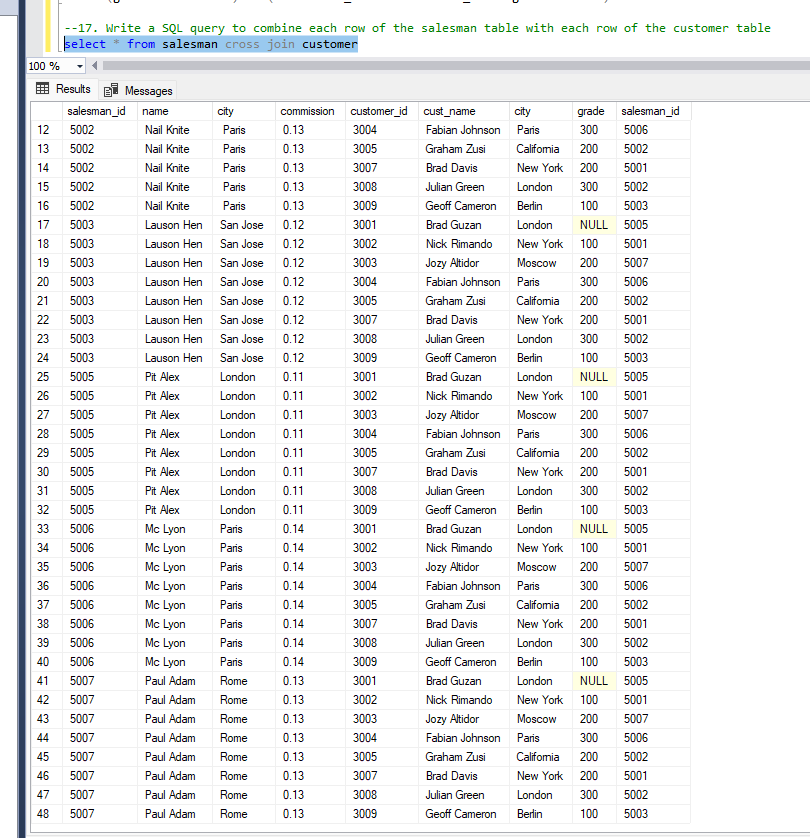 --17. Write a SQL query to combine each row of the salesman table with each row of the customer table
select * from salesman cross join customer
100 %
Results Messages
salesman_id name city commission customer_id cust_name city grade salesman_id
12 5002 Nail Knite Paris 0.13 3004 Fabian Johnson Paris 300 5006
13 5002 Nail Knite Paris 0.13 3005 Graham Zusi California 200 5002
14 5002 Nail Knite Paris 0.13 3007 Brad Davis New York 200 5001
15 5002 Nail Knite Paris 0.13 3008 Julian Green London 300 5002
16 5002 Nail Knite Paris 0.13 3009 Geoff Cameron Berlin 100 5003
17 5003 Lauson Hen San Jose 0.12 3001 Brad Guzan London NULL 5005
18 5003 Lauson Hen San Jose 0.12 3002 Nick Rimando New York 100 5001
19 5003 Lauson Hen San Jose 0.12 3003 Jozy Altidor Moscow 200 5007
20 5003 Lauson Hen San Jose 0.12 3004 Fabian Johnson Paris 300 5006
21 5003 Lauson Hen San Jose 0.12 3005 Graham Zusi California 200 5002
22 5003 Lauson Hen San Jose 0.12 3007 Brad Davis New York 200 5001
23 5003 Lauson Hen San Jose 0.12 3008 Julian Green London 300 5002
24 5003 Lauson Hen San Jose 0.12 3009 Geoff Cameron Berlin 100 5003
25 5005 Pit Alex London 0.11 3001 Brad Guzan London NULL 5005
26 5005 Pit Alex London 0.11 3002 Nick Rimando New York 100 5001
27 5005 Pit Alex London 0.11 3003 Jozy Altidor Moscow 200 5007
28 5005 Pit Alex London 0.11 3004 Fabian Johnson Paris 300 5006
29 5005 Pit Alex London 0.11 3005 Graham Zusi California 200 5002
30 5005 Pit Alex London 0.11 3007 Brad Davis New York 200 5001
31 5005 Pit Alex London 0.11 3008 Julian Green London 300 5002
32 5005 Pit Alex London 0.11 3009 Geoff Cameron Berlin 100 5003
33 5006 Mc Lyon Paris 0.14 3001 Brad Guzan London NULL 5005
34 5006 Mc Lyon Paris 0.14 3002 Nick Rimando New York 100 5001
35 5006 Mc Lyon Paris 0.14 3003 Jozy Altidor Moscow 200 5007
36 5006 Mc Lyon Paris 0.14 3004 Fabian Johnson Paris 300 5006
37 5006 Mc Lyon Paris 0.14 3005 Graham Zusi California 200 5002
38 5006 Mc Lyon Paris 0.14 3007 Brad Davis New York 200 5001
39 5006 Mc Lyon Paris 0.14 3008 Julian Green London 300 5002
40 5006 Mc Lyon Paris 0.14 3009 Geoff Cameron Berlin 100 5003
41 5007 Paul Adam Rome 0.13 3001 Brad Guzan London NULL 5005
42 5007 Paul Adam Rome 0.13 3002 Nick Rimando New York 100 5001
43 5007 Paul Adam Rome 0.13 3003 Jozy Altidor Moscow 200 5007
44 5007 Paul Adam Rome 0.13 3004 Fabian Johnson Paris 300 5006
45 5007 Paul Adam Rome 0.13 3005 Graham Zusi California 200 5002
46 5007 Paul Adam Rome 0.13 3007 Brad Davis New York 200 5001
47 5007 Paul Adam Rome 0.13 3008 Julian Green London 300 5002
48 5007 Paul Adam Rome 0.13 3009 Geoff Cameron Berlin 100 5003